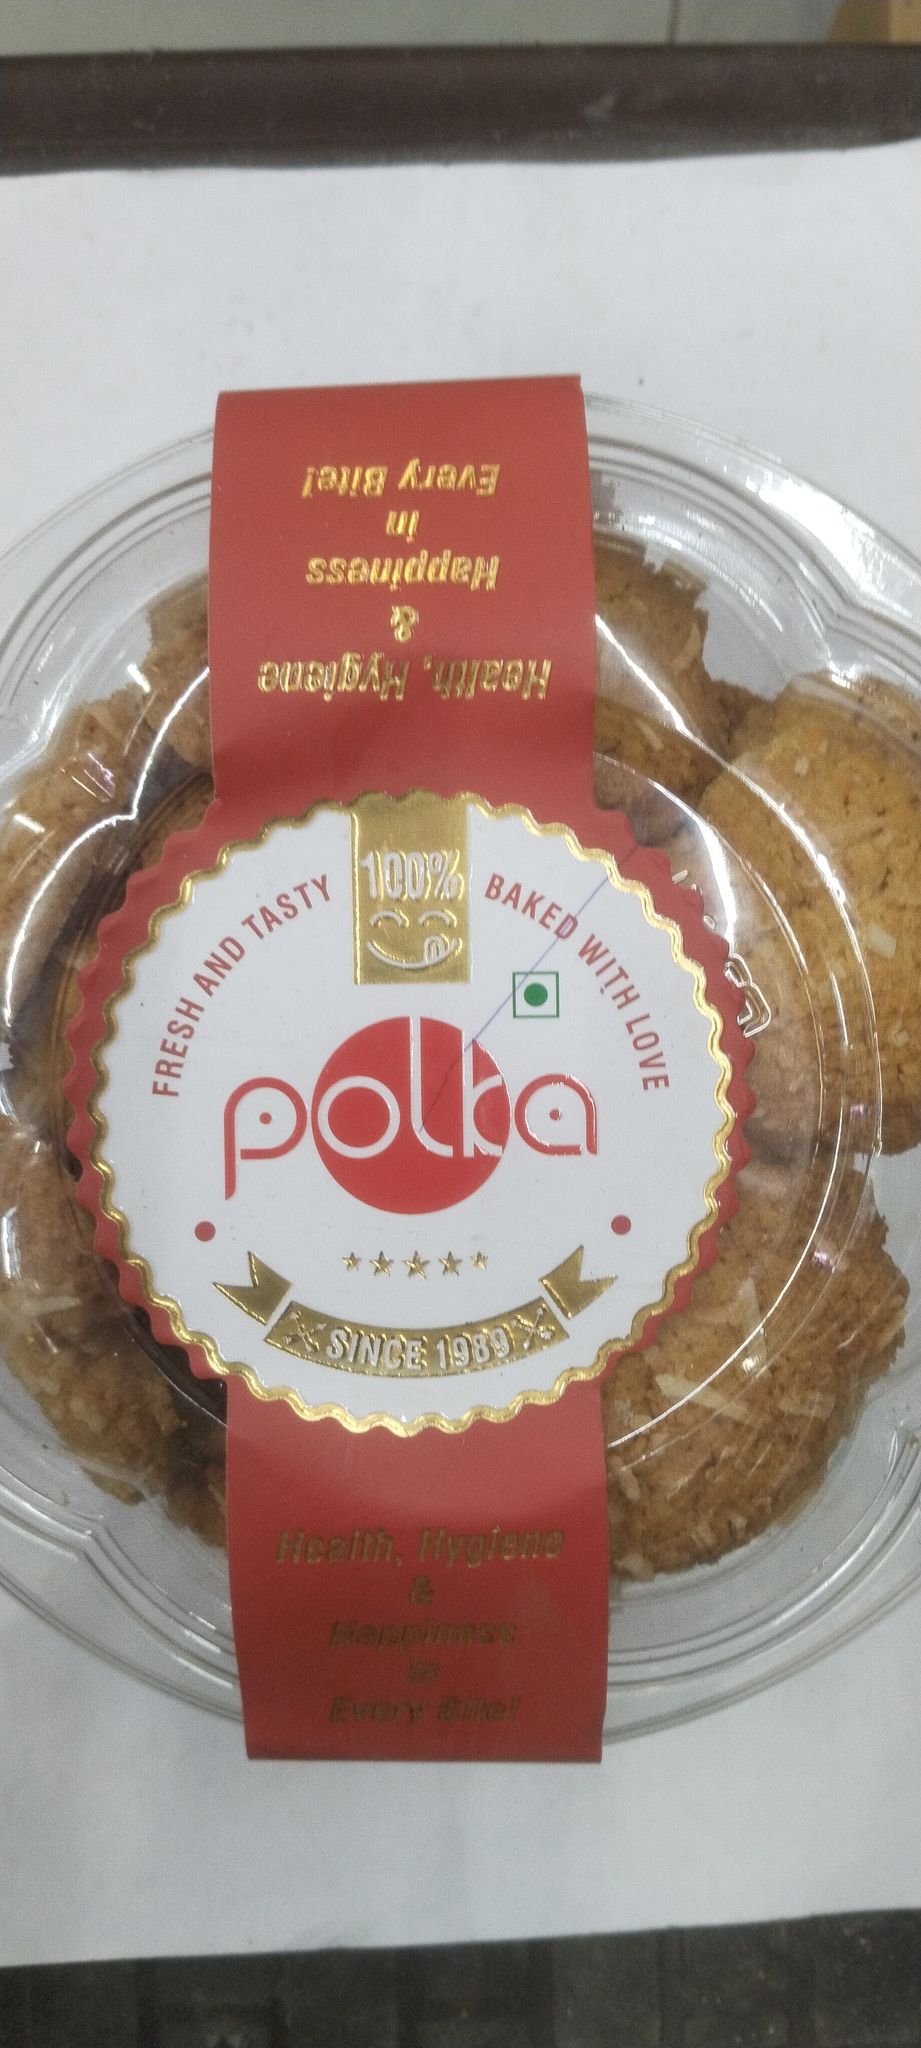 Health, Hygiene
&
Happiness
in
Every Bite!
100%
FRESH AND TASTY
BAKED WITH LOVE
polka
SINCE 1989
Health, Hygiene
&
Happiness
in
Every Bite!